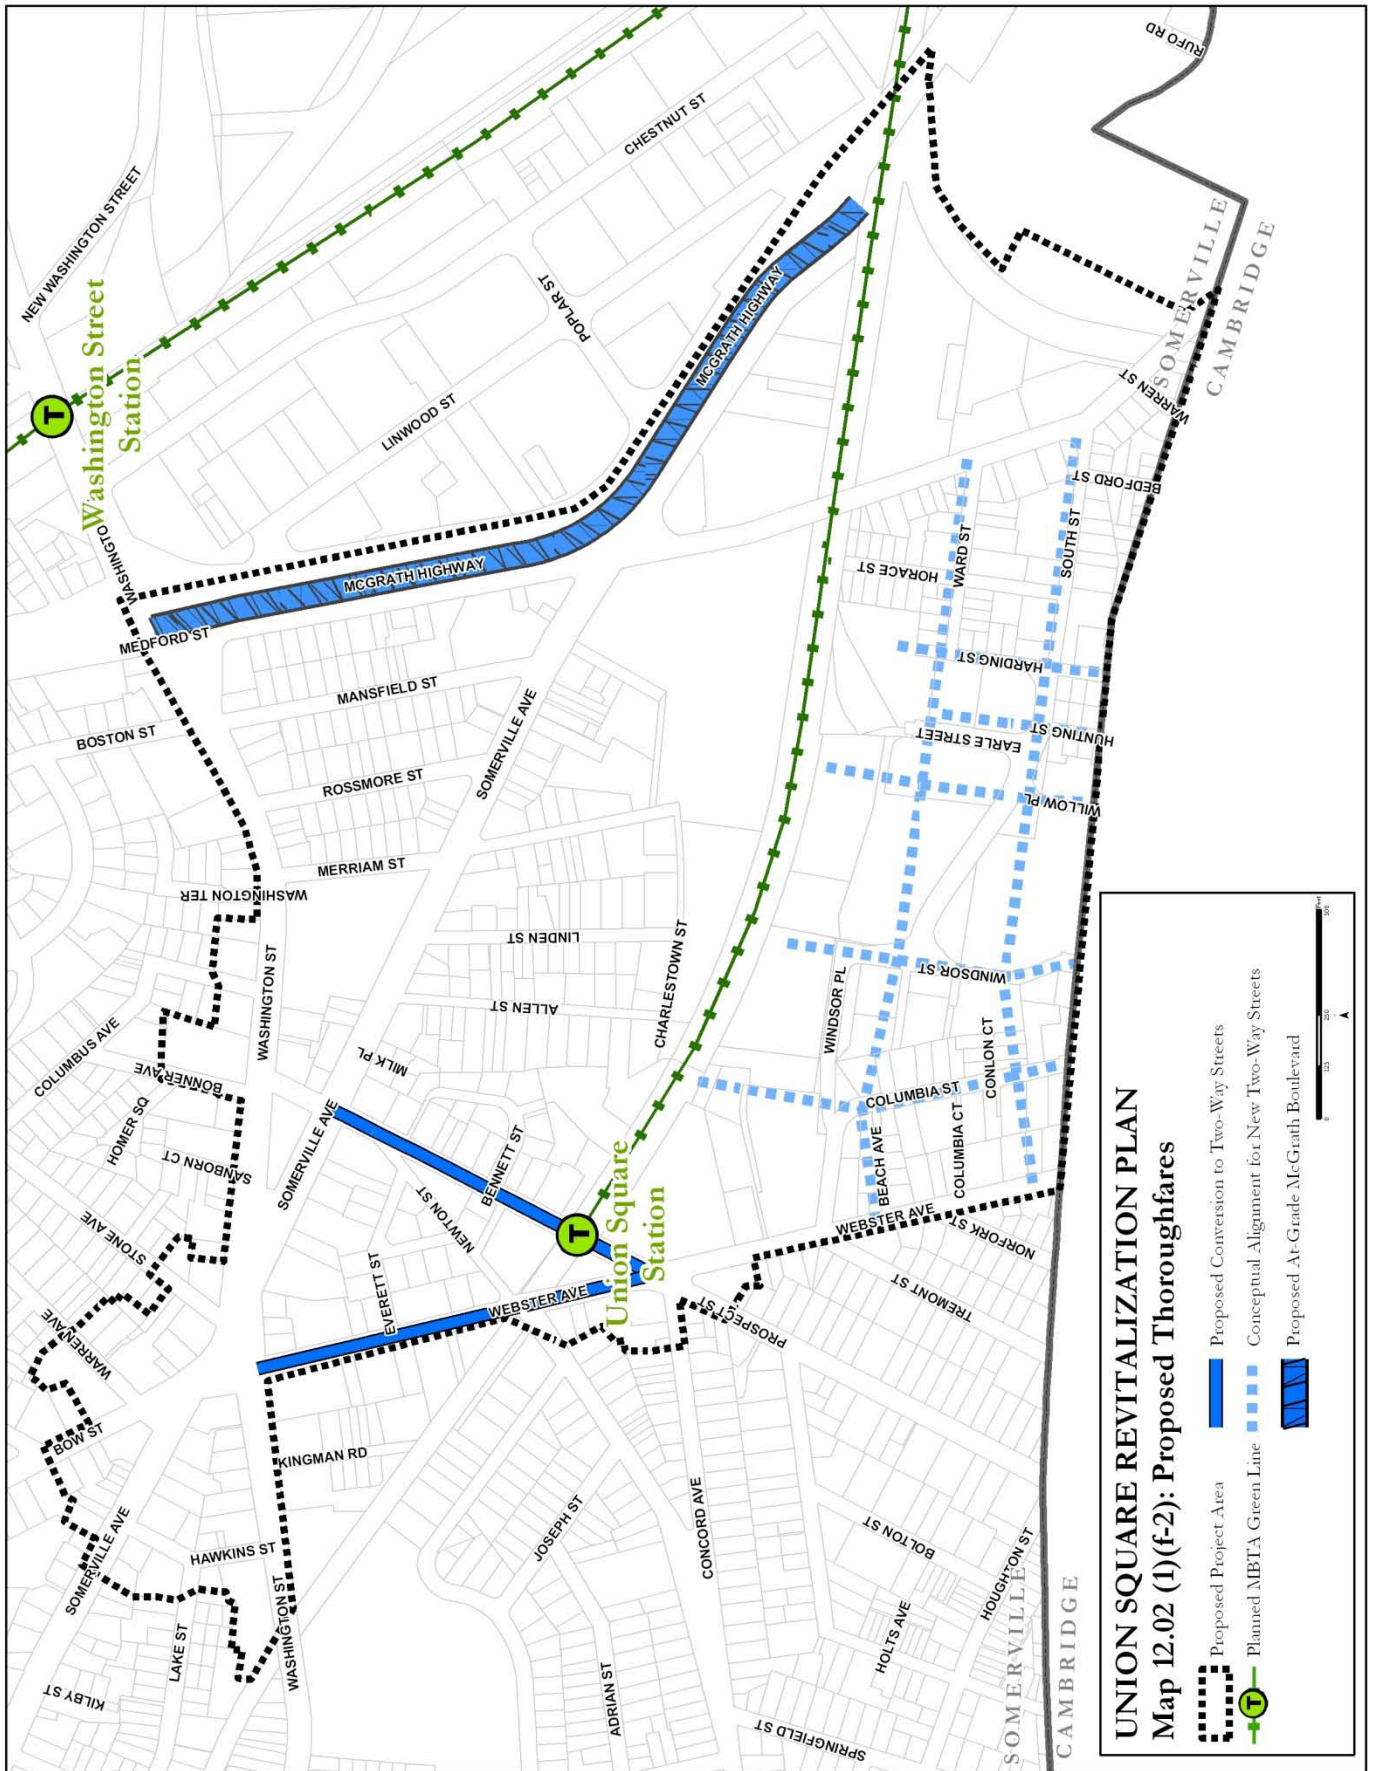 NEW WASHINGTON STREET
Washington Street
Station
CHESTNUT ST
RUFO RD
POPLAR ST
LINWOOD ST
MCGRATH HIGHWAY
MCGRATH HIGHWAY
WASHINGTO
MEDFORD ST
BOSTON ST
MANSFIELD ST
ROSSMORE ST
SOMERVILLE AVE
MERRIAM ST
WASHINGTON TER
WASHINGTON ST
LINDEN ST
ALLEN ST
CHARLESTOWN ST
MILK PL
COLUMBUS AVE
BONNER AVE
HOMER SQ
SANBORN CT
STONE AVE
WARREN AVE
BOW ST
SOMERVILLE AVE
SOMERVILLE AVE
BENNETT ST
NEWTON ST
EVERETT ST
WEBSTER AVE
Union Square
Station
KINGMAN RD
HAWKINS ST
WASHINGTON ST
LAKE ST
KILBY ST
JOSEPH ST
ADRIAN ST
CONCORD AVE
PROSPECT ST
TREMONT ST
NORFORK ST
WEBSTER AVE
BEACH AVE
COLUMBIA CT
COLUMBIA ST
CONLON CT
WINDSOR PL
WINDSOR ST
WILLOW PL
HUNTING ST
EARLE STREET
HARDING ST
HORACE ST
WARD ST
SOUTH ST
BEDFORD ST
WARREN ST
SOMERVILLE
CAMBRIDGE
BOLTON ST
HOUGHTON ST
HOLTS AVE
SPRINGFIELD ST
SOMERVILLE
CAMBRIDGE
T
T
UNION SQUARE REVITALIZATION PLAN
Map 12.02 (1)(f-2): Proposed Thoroughfares
Proposed Project Area
T
Planned MBTA Green Line
Proposed Conversion to Two-Way Streets
Conceptual Alignment for New Two-Way Streets
Proposed At-Grade McGrath Boulevard
0
125
250
500
Feet